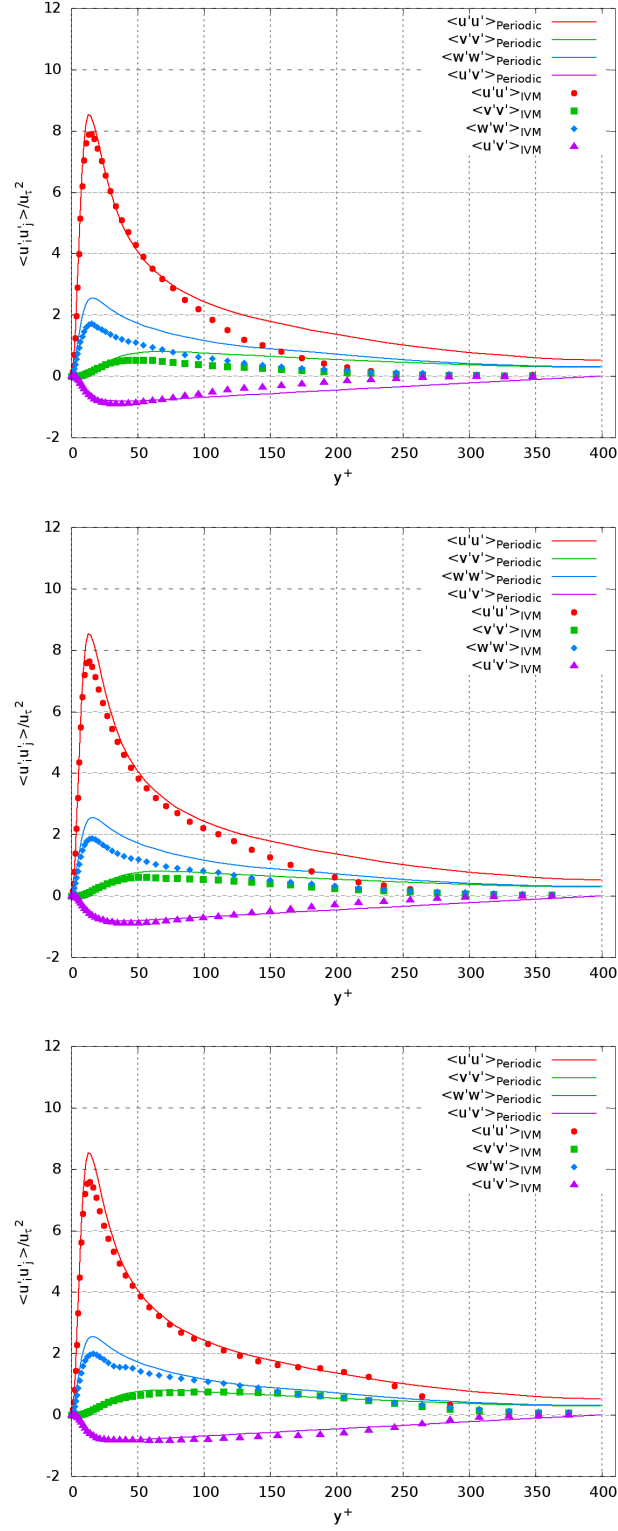 12
10
8
6
4
2
0
-2
<u'ᵢu'ⱼ>/u_τ²
<u'u'>Periodic
<v'v'>Periodic
<w'w'>Periodic
<u'v'>Periodic
<u'u'>IVM
<v'v'>IVM
<w'w'>IVM
<u'v'>IVM
0 50 100 150 200 250 300 350 400
y⁺
12
10
8
6
4
2
0
-2
<u'ᵢu'ⱼ>/u_τ²
<u'u'>Periodic
<v'v'>Periodic
<w'w'>Periodic
<u'v'>Periodic
<u'u'>IVM
<v'v'>IVM
<w'w'>IVM
<u'v'>IVM
0 50 100 150 200 250 300 350 400
y⁺
12
10
8
6
4
2
0
-2
<u'ᵢu'ⱼ>/u_τ²
<u'u'>Periodic
<v'v'>Periodic
<w'w'>Periodic
<u'v'>Periodic
<u'u'>IVM
<v'v'>IVM
<w'w'>IVM
<u'v'>IVM
0 50 100 150 200 250 300 350 400
y⁺